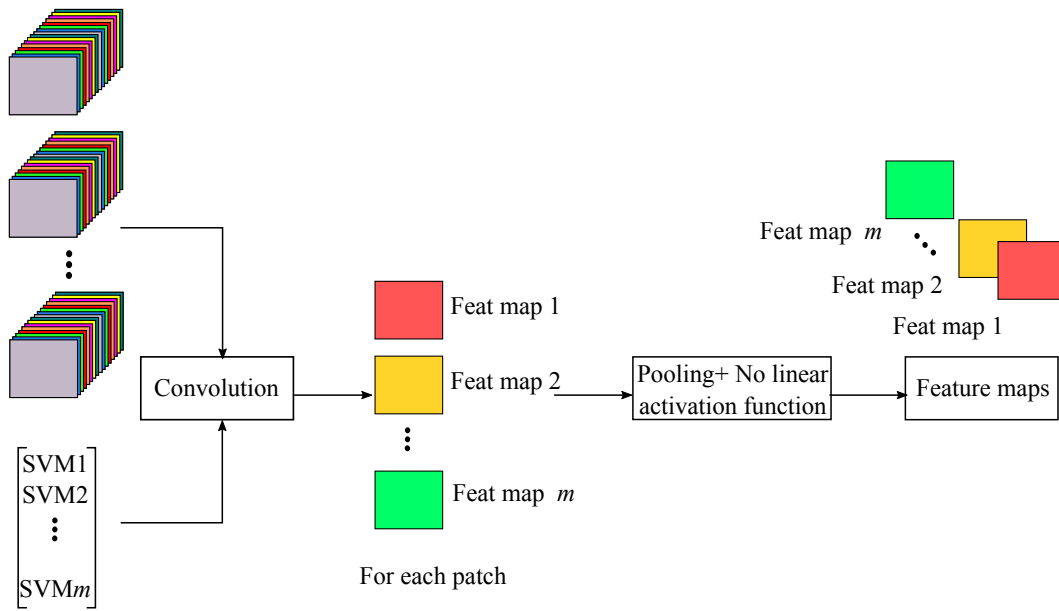 Feat map m
Feat map 2
Feat map 1
Feat map 1
Feat map 2
Feat map m
Convolution
Pooling+ No linear
activation function
Feature maps
SVM1
SVM2
SVMm
For each patch